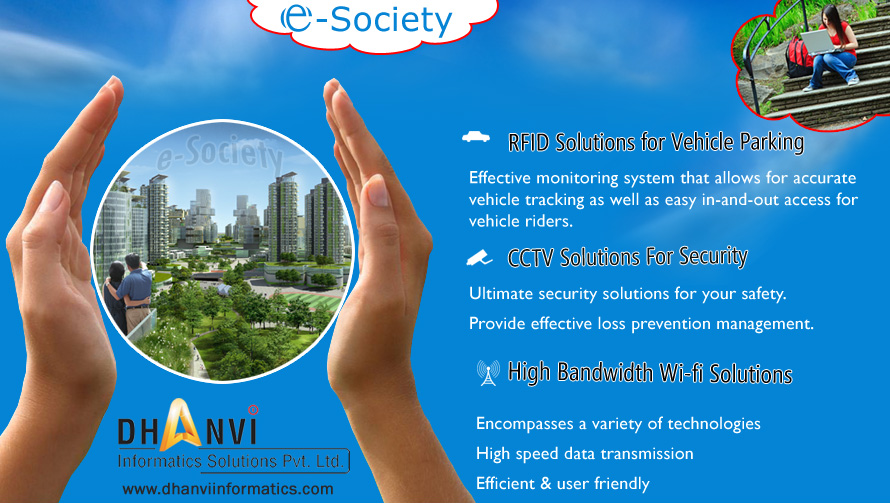 e-Society
e-Society
RFID Solutions for Vehicle Parking
Effective monitoring system that allows for accurate
vehicle tracking as well as easy in-and-out access for
vehicle riders.
CCTV Solutions For Security
Ultimate security solutions for your safety.
Provide effective loss prevention management.
High Bandwidth Wi-fi Solutions
Encompasses a variety of technologies
High speed data transmission
Efficient & user friendly
DHANVI
Informatics Solutions Pvt. Ltd.
www.dhanviinformatics.com